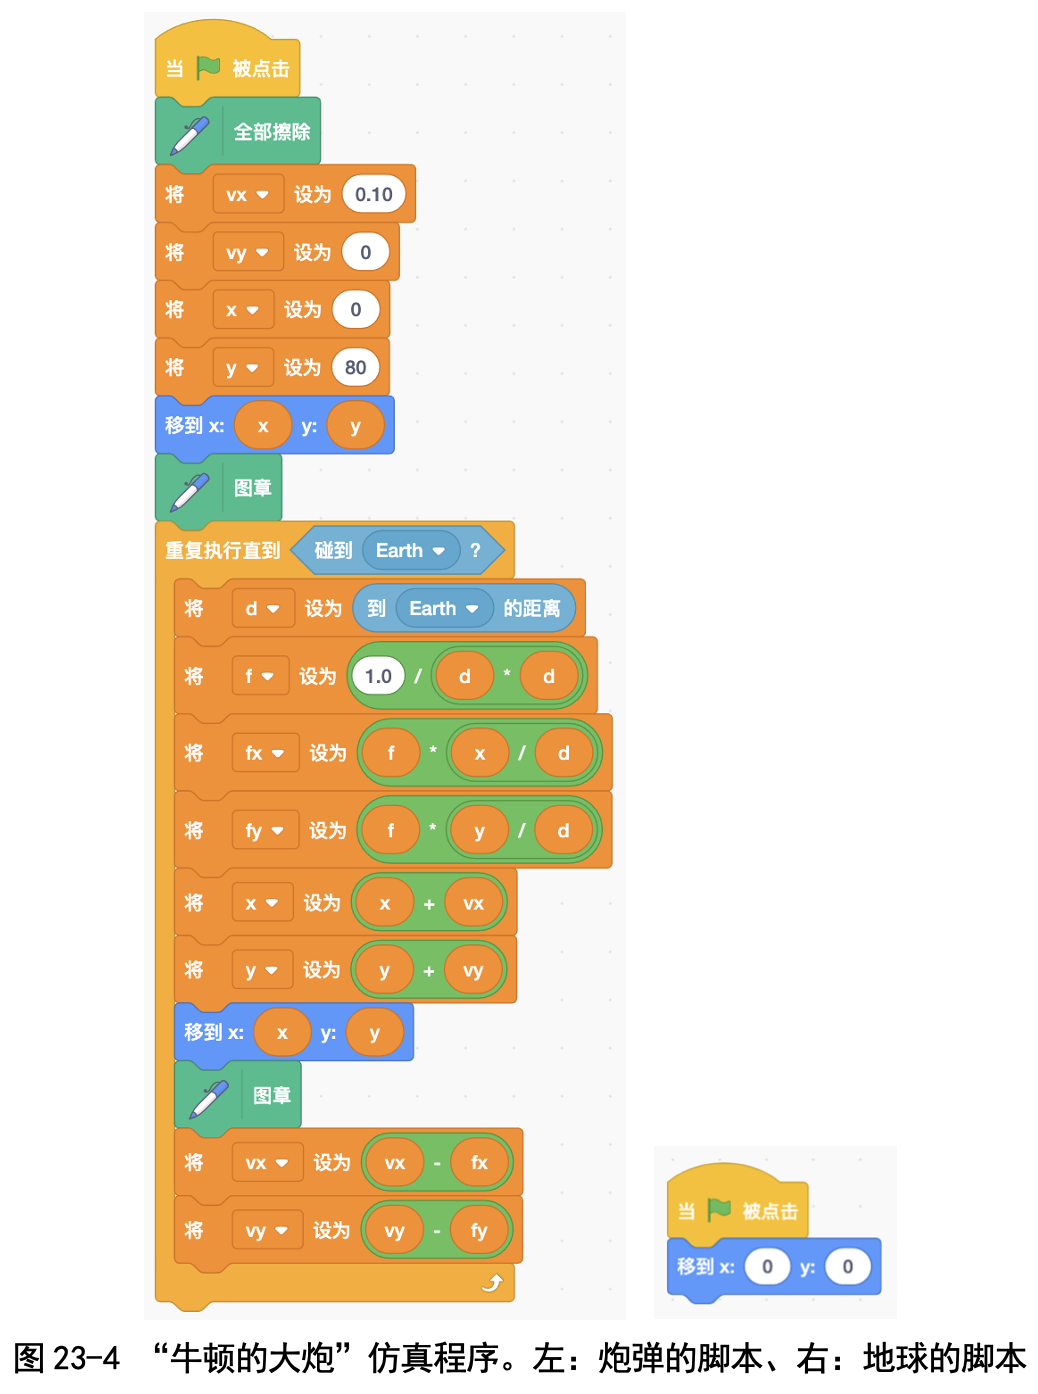 当 被点击
全部擦除
将 vx 设为 0.10
将 vy 设为 0
将 x 设为 0
将 y 设为 80
移到 x: x y: y
图章
重复执行直到 碰到 Earth ?
将 d 设为 到 Earth 的距离
将 f 设为 1.0 / d * d
将 fx 设为 f * x / d
将 fy 设为 f * y / d
将 x 设为 x + vx
将 y 设为 y + vy
移到 x: x y: y
图章
将 vx 设为 vx - fx
将 vy 设为 vy - fy
当 被点击
移到 x: 0 y: 0
图 23-4 “牛顿的大炮”仿真程序。左：炮弹的脚本、右：地球的脚本